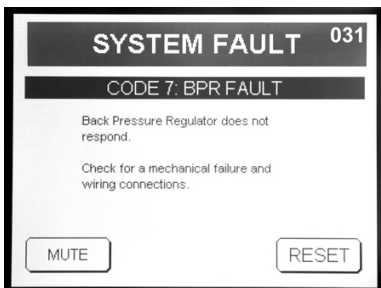 SYSTEM FAULT 031
CODE 7: BPR FAULT
Back Pressure Regulator does not
respond.
Check for a mechanical failure and
wiring connections.
MUTE RESET